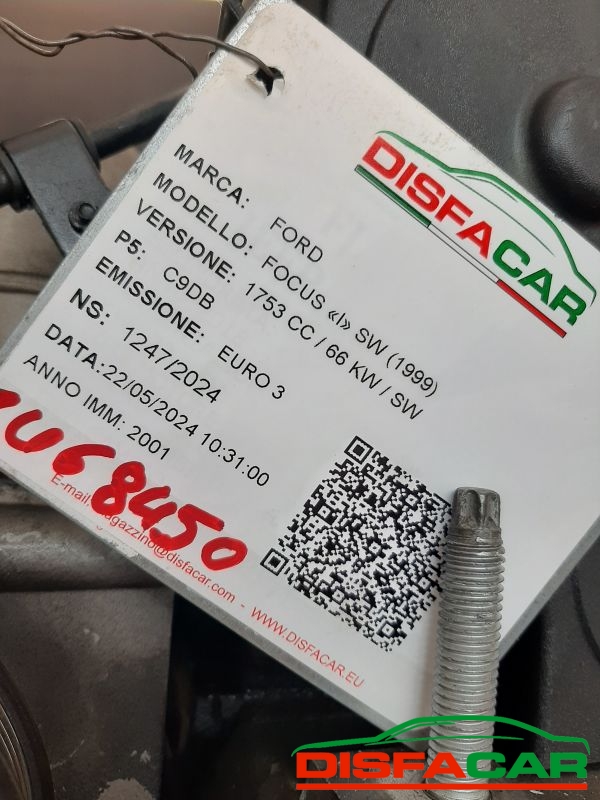 DISFACAR
MARCA: FORD
MODELLO: FOCUS «I» SW (1999)
VERSIONE: 1753 CC / 66 KW / SW
P5: C9DB
EMISSIONE: EURO 3
NS: 1247/2024
DATA:22/05/2024 10:31:00
ANNO IMM: 2001
U68450
E-mail. magazzino@disfacar.com - WWW.DISFACAR.EU
DISFACAR